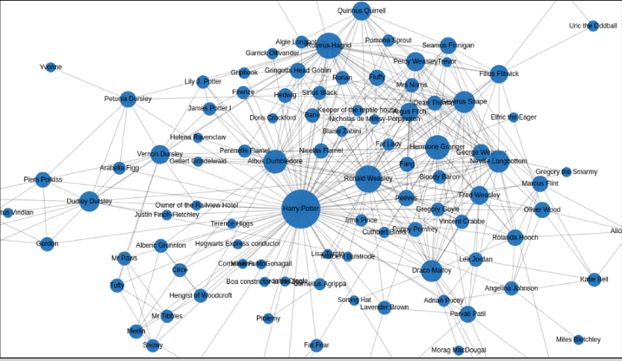 Quirinus Quirrell
Uric the Oddball
Algie Longbottom
Rubeus Hagrid
Pomona Sprout
Seamus Finnigan
Garrick Ollivander
Percy Weasley
Trevor
Yvonne
Griphook
Gringotts Head Goblin
Ronan
Fluffy
Filius Flitwick
Lily J. Potter
Mrs Norris
Petunia Dursley
Firenze
Hedwig
Sirius Black
Dean Thomas
Severus Snape
James Potter I
Keeper of the reptile house
Argus Filch
Doris Crockford
Bane
Nicholas de Mimsy-Porpington
Elfric the Eager
Blaise Zabini
Helena Ravenclaw
Fat Lady
Hermione Granger
Vernon Dursley
Perenelle Flamel
Nicolas Flamel
George Weasley
Gellert Grindelwald
Albus Dumbledore
Fang
Neville Longbottom
Arabella Figg
Gregory the Smarmy
Piers Polkiss
Ronald Weasley
Bloody Baron
Marcus Flint
Dudley Dursley
Peeves
Fred Weasley
Owner of the Railview Hotel
Harry Potter
Gregory Goyle
Oliver Wood
us Viridian
Justin Finch-Fletchley
Terence Higgs
Irma Pince
Vincent Crabbe
Cuthbert Binns
Poppy Pomfrey
Alic
Gordon
Alberic Grunnion
Hogwarts Express conductor
Rolanda Hooch
Mr Paws
Lisa Turpin
Millicent Bulstrode
Minerva McGonagall
Lee Jordan
Circe
Draco Malfoy
Tufty
Boa constrictor
Cornelius Agrippa
Katie Bell
Hengist of Woodcroft
Angelina Johnson
Sorting Hat
Adrian Pucey
Lavender Brown
Mr Tibbles
Ptolemy
Parvati Patil
Merlin
Snowy
Fat Friar
Morag MacDougal
Miles Bletchley